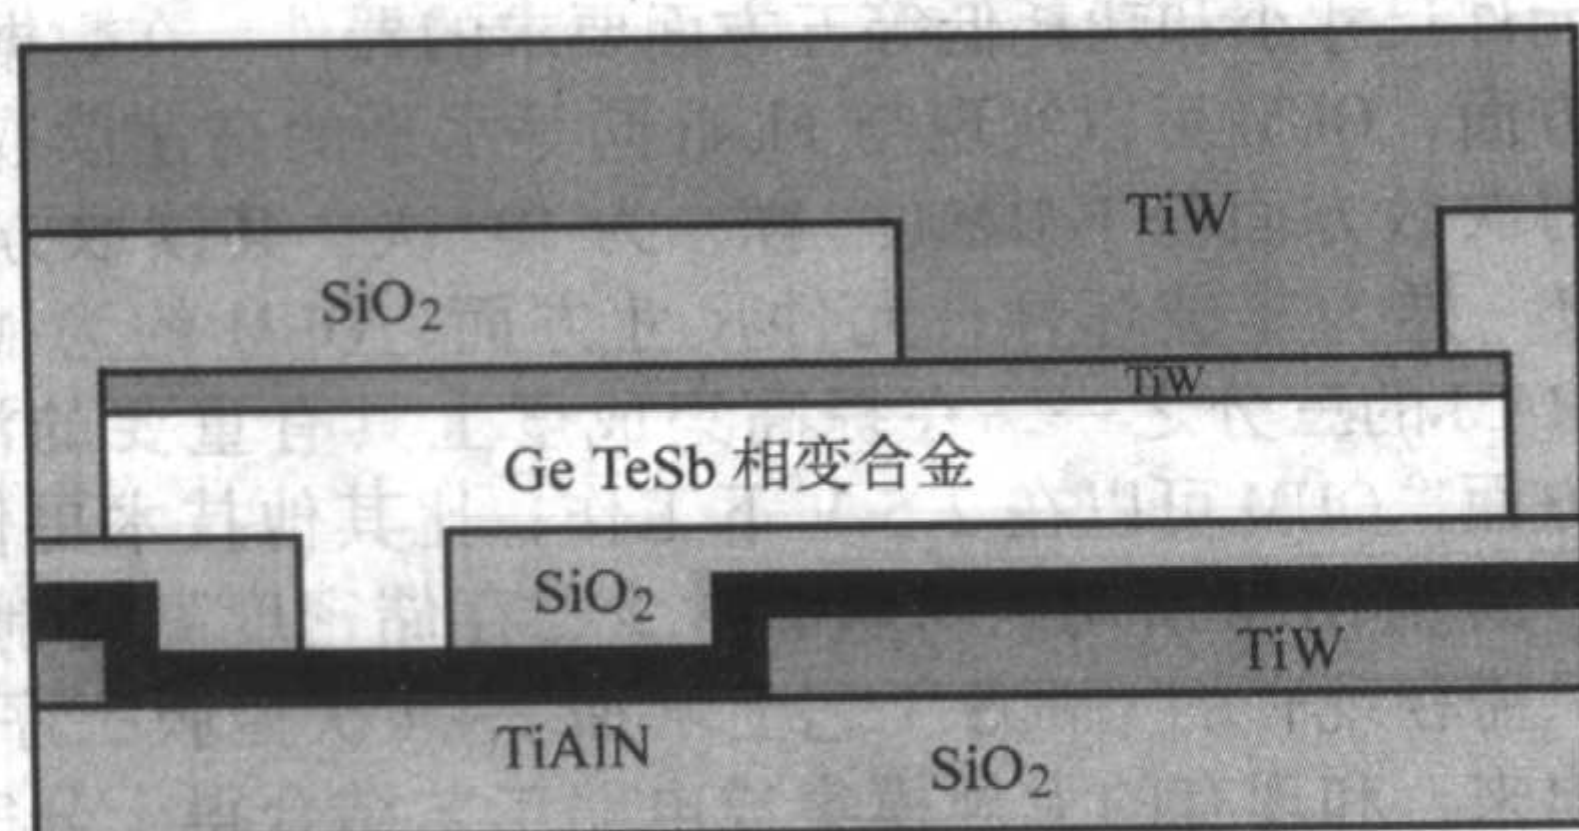 TiW
SiO₂
TiW
Ge TeSb 相变合金
SiO₂
TiW
TiAlN
SiO₂